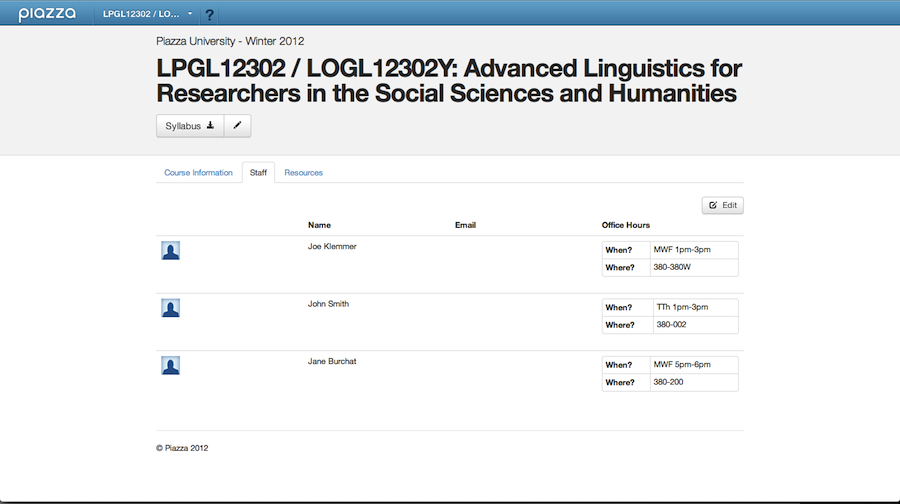 piazza
LPGL12302 / LO...
?
Piazza University - Winter 2012
LPGL12302 / LOGL12302Y: Advanced Linguistics for
Researchers in the Social Sciences and Humanities
Syllabus
Course Information Staff Resources
Edit
Name Email Office Hours
Joe Klemmer When? MWF 1pm-3pm
Where? 380-380W
John Smith When? TTh 1pm-3pm
Where? 380-002
Jane Burchat When? MWF 5pm-6pm
Where? 380-200
© Piazza 2012